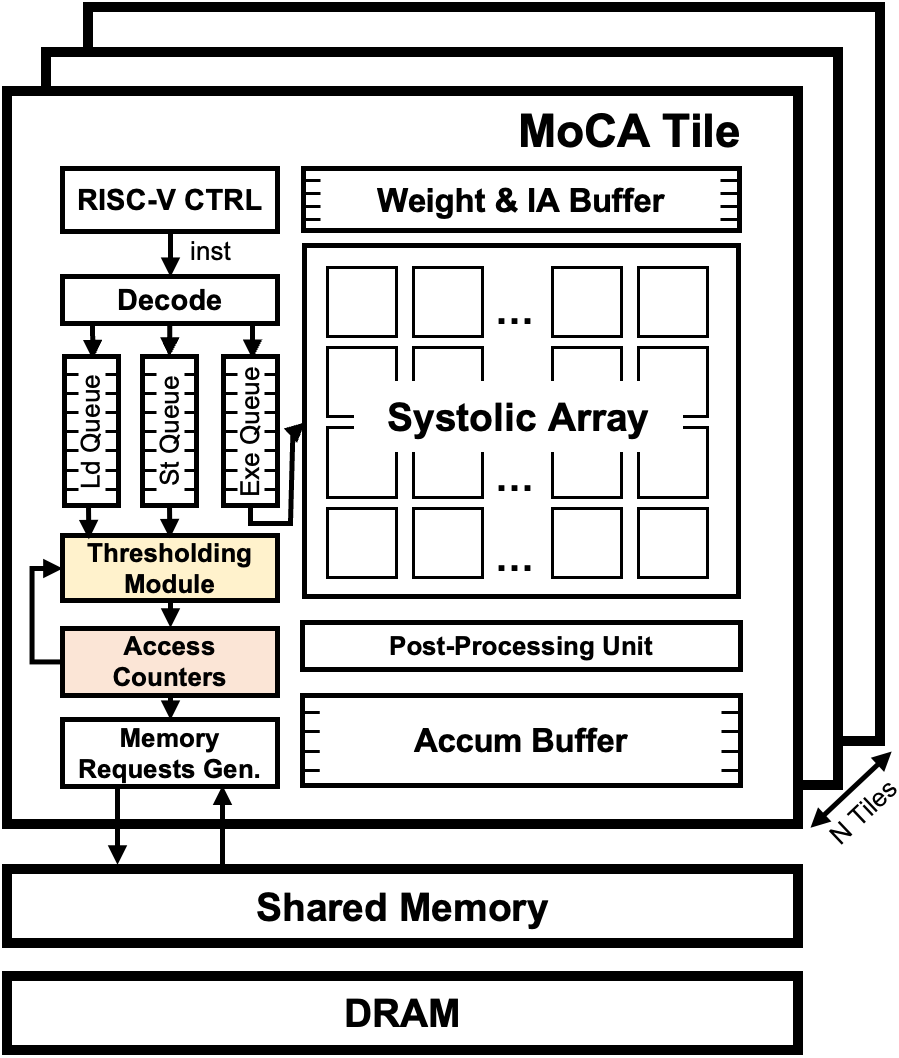 MoCA Tile
RISC-V CTRL
Weight & IA Buffer
inst
Decode
...
Ld Queue
St Queue
Exe Queue
Systolic Array
...
...
Thresholding
Module
Access
Counters
Post-Processing Unit
Memory
Requests Gen.
Accum Buffer
N Tiles
Shared Memory
DRAM